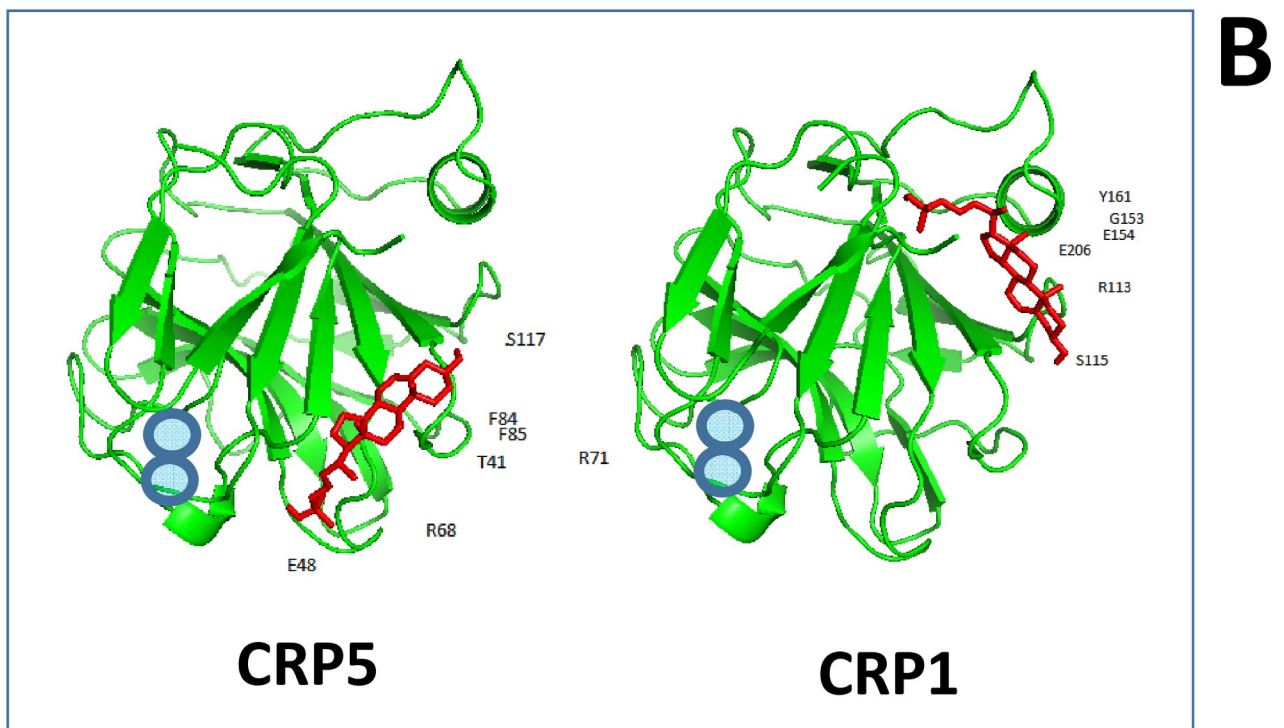 B
S117
F84
F85
T41
R68
E48
CRP5
Y161
G153
E154
E206
R113
S115
R71
CRP1